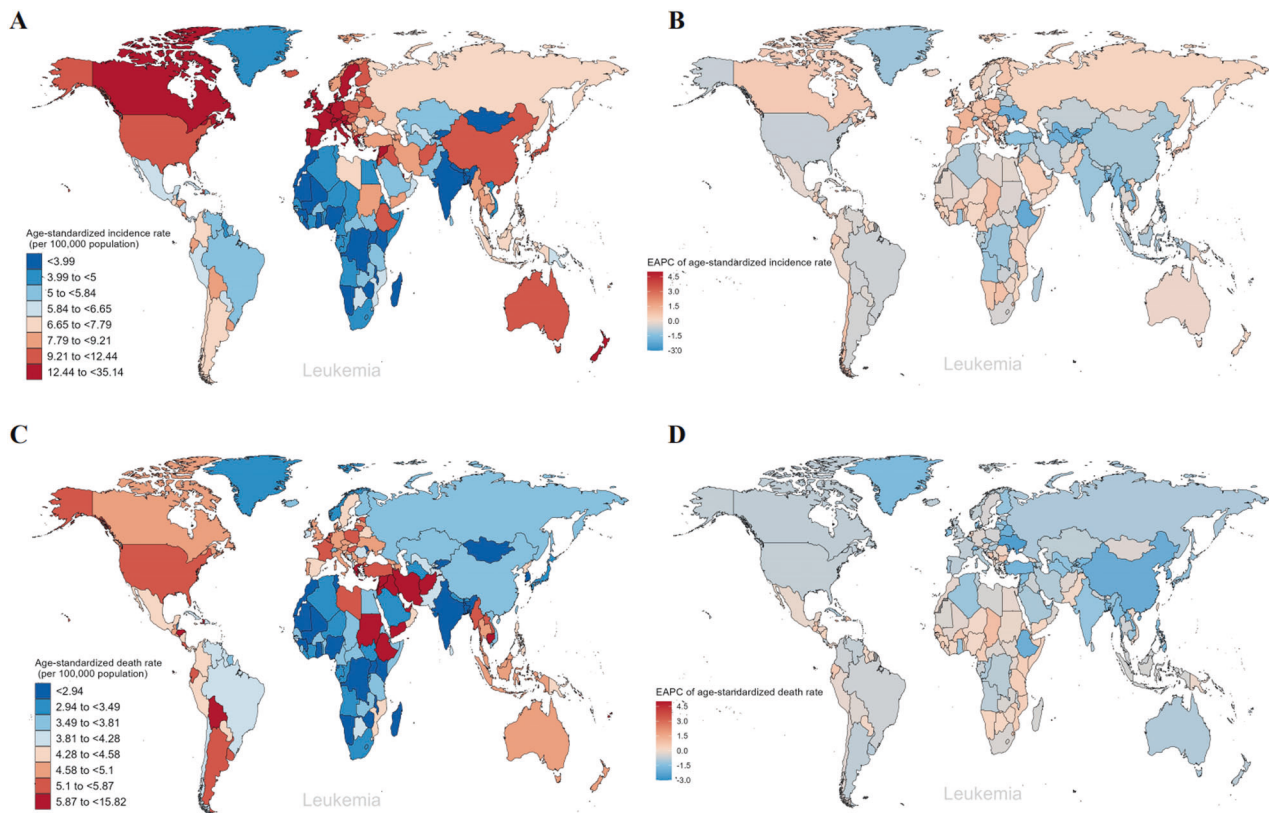 A
Age-standardized incidence rate
(per 100,000 population)
<3.99
3.99 to <5
5 to <5.84
5.84 to <6.65
6.65 to <7.79
7.79 to <9.21
9.21 to <12.44
12.44 to <35.14
Leukemia
B
EAPC of age-standardized incidence rate
4.5
3.0
1.5
0.0
-1.5
-3.0
Leukemia
C
Age-standardized death rate
(per 100,000 population)
<2.94
2.94 to <3.49
3.49 to <3.81
3.81 to <4.28
4.28 to <4.58
4.58 to <5.1
5.1 to <5.87
5.87 to <15.82
Leukemia
D
EAPC of age-standardized death rate
4.5
3.0
1.5
0.0
-1.5
-3.0
Leukemia